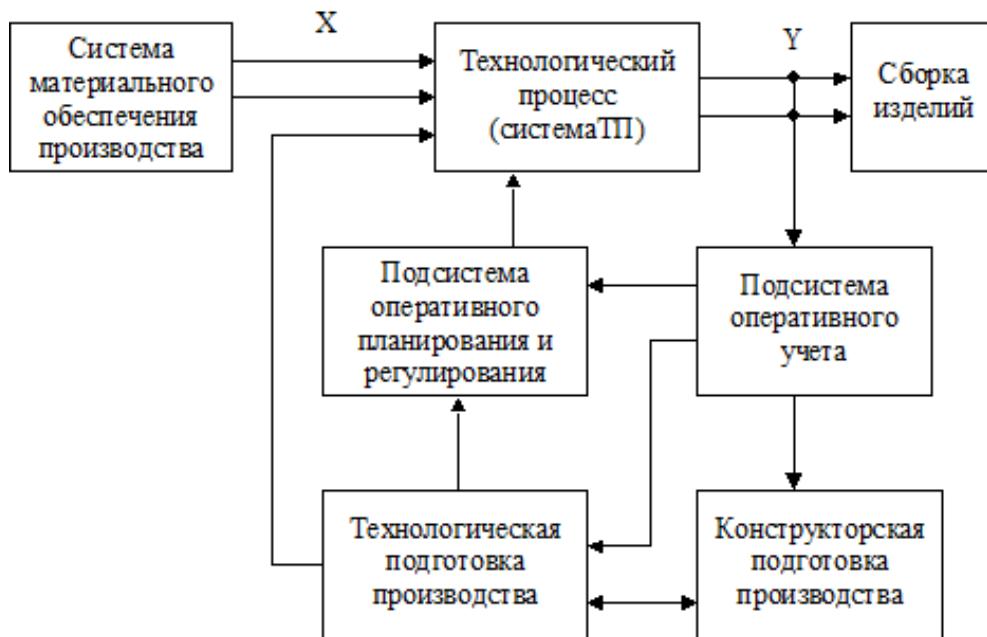 X
Y
Система
материального
обеспечения
производства
Технологический
процесс
(системаТП)
Сборка
изделий
Подсистема
оперативного
планирования и
регулирования
Подсистема
оперативного
учета
Технологическая
подготовка
производства
Конструкторская
подготовка
производства